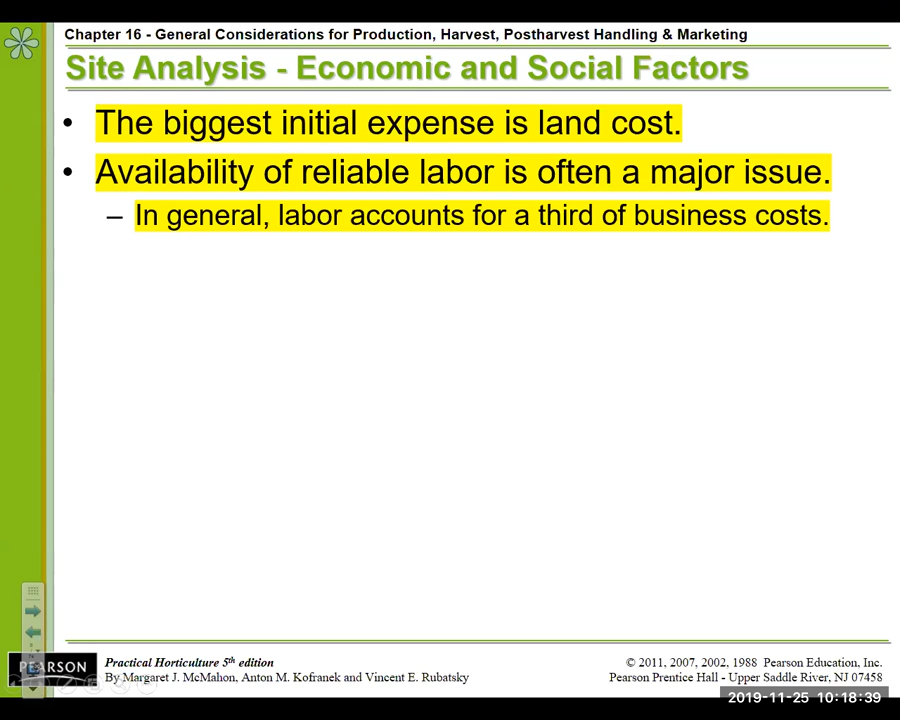 Chapter 16 - General Considerations for Production, Harvest, Postharvest Handling & Marketing
Site Analysis - Economic and Social Factors
• The biggest initial expense is land cost.
• Availability of reliable labor is often a major issue.
– In general, labor accounts for a third of business costs.
PEARSON
Practical Horticulture 5th edition
By Margaret J. McMahon, Anton M. Kofranek and Vincent E. Rubatsky
© 2011, 2007, 2002, 1988 Pearson Education, Inc.
Pearson Prentice Hall - Upper Saddle River, NJ 07458
2019-11-25 10:18:39